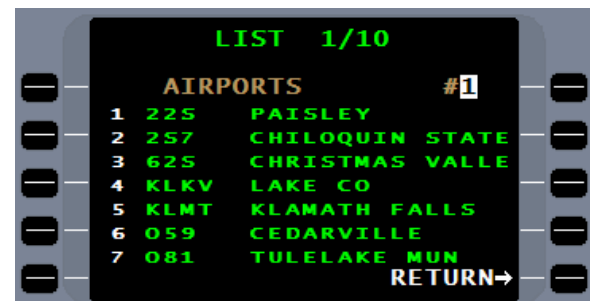 LIST 1/10
AIRPORTS #1
1 22S PAISLEY
2 2S7 CHILOQUIN STATE
3 62S CHRISTMAS VALLE
4 KLKV LAKE CO
5 KLMT KLAMATH FALLS
6 O59 CEDARVILLE
7 O81 TULELAKE MUN
RETURN→